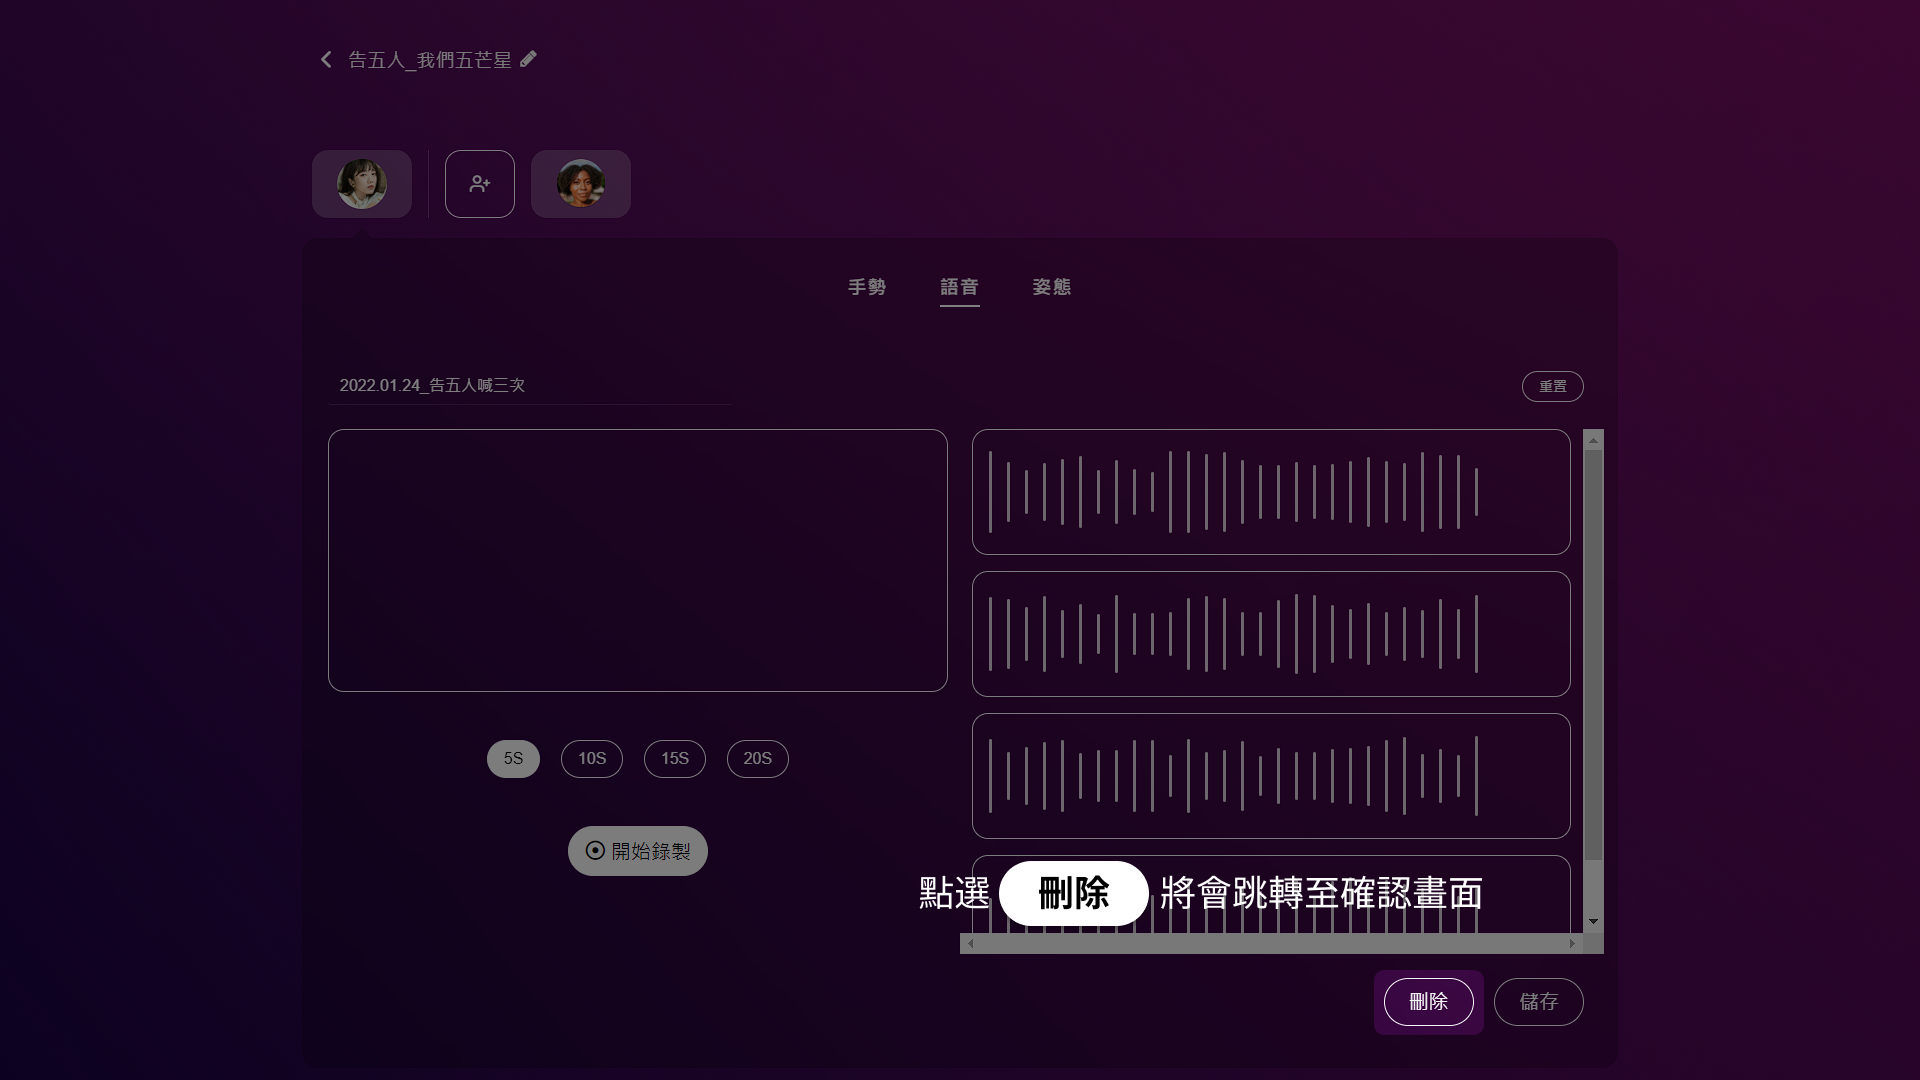 告五人_我們五芒星
手勢 語音 姿態
2022.01.24_告五人喊三次
重置
5S 10S 15S 20S
開始錄製
點選 刪除 將會跳轉至確認畫面
刪除 儲存